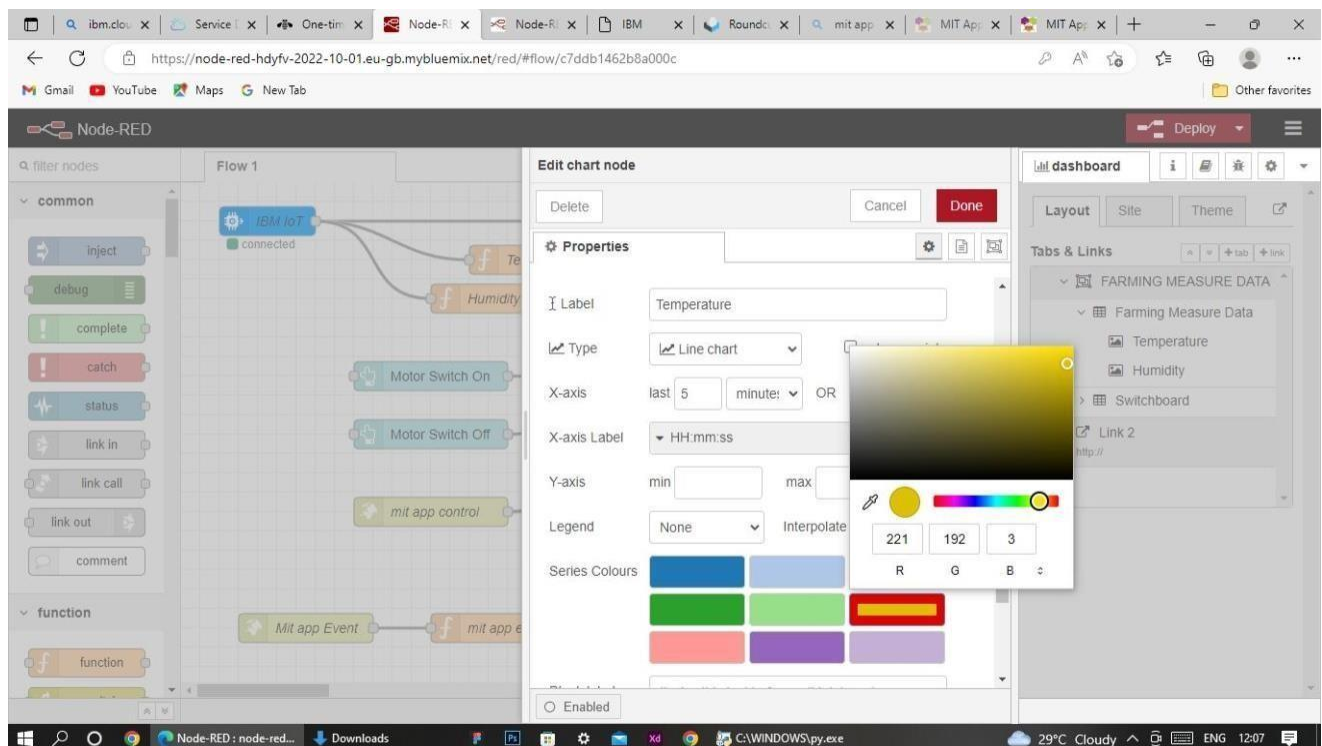 ibm.clou
Service
One-tim
Node-R
Node-R
IBM
Roundc
mit app
MIT App
MIT App
https://node-red-hdyfv-2022-10-01.eu-gb.mybluemix.net/red/#flow/c7ddb1462b8a000c
Gmail YouTube Maps New Tab Other favorites
Node-RED Deploy
filter nodes
Flow 1
common
inject
debug
complete
catch
status
link in
link call
link out
comment
function
function
IBM IoT
connected
Te
Humidity
Motor Switch On
Motor Switch Off
mit app control
Mit app Event
mit app e
Edit chart node
Delete Cancel Done
Properties
Label Temperature
Type Line chart
X-axis last 5 minute: OR
X-axis Label HH:mm:ss
Y-axis min max
Legend None Interpolate
Series Colours
221 192 3
R G B
Enabled
dashboard
Layout Site Theme
Tabs & Links +tab +link
FARMING MEASURE DATA
Farming Measure Data
Temperature
Humidity
Switchboard
Link 2
http://
Node-RED : node-red... Downloads Ps Xd C:\WINDOWS\py.exe 29°C Cloudy ENG 12:07